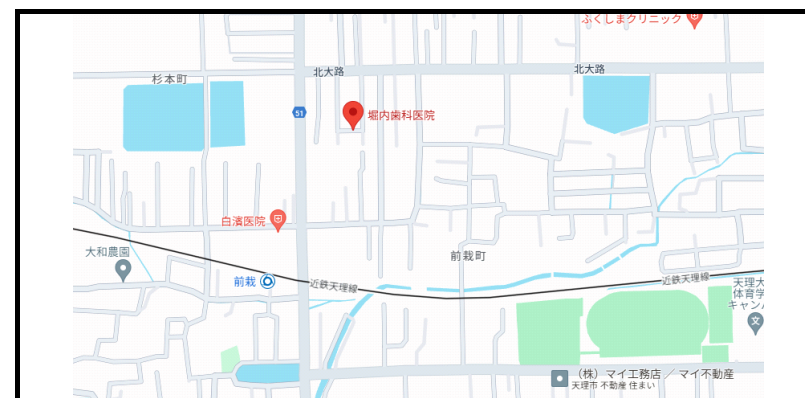 ふくしまクリニック
北大路
北大路
杉本町
51
堀内歯科医院
白濱医院
大和農園
前栽町
前栽
近鉄天理線
近鉄天理線
天理大
体育学
キャンパ
文
(株) マイ工務店 / マイ不動産
天理市 不動産 住まい